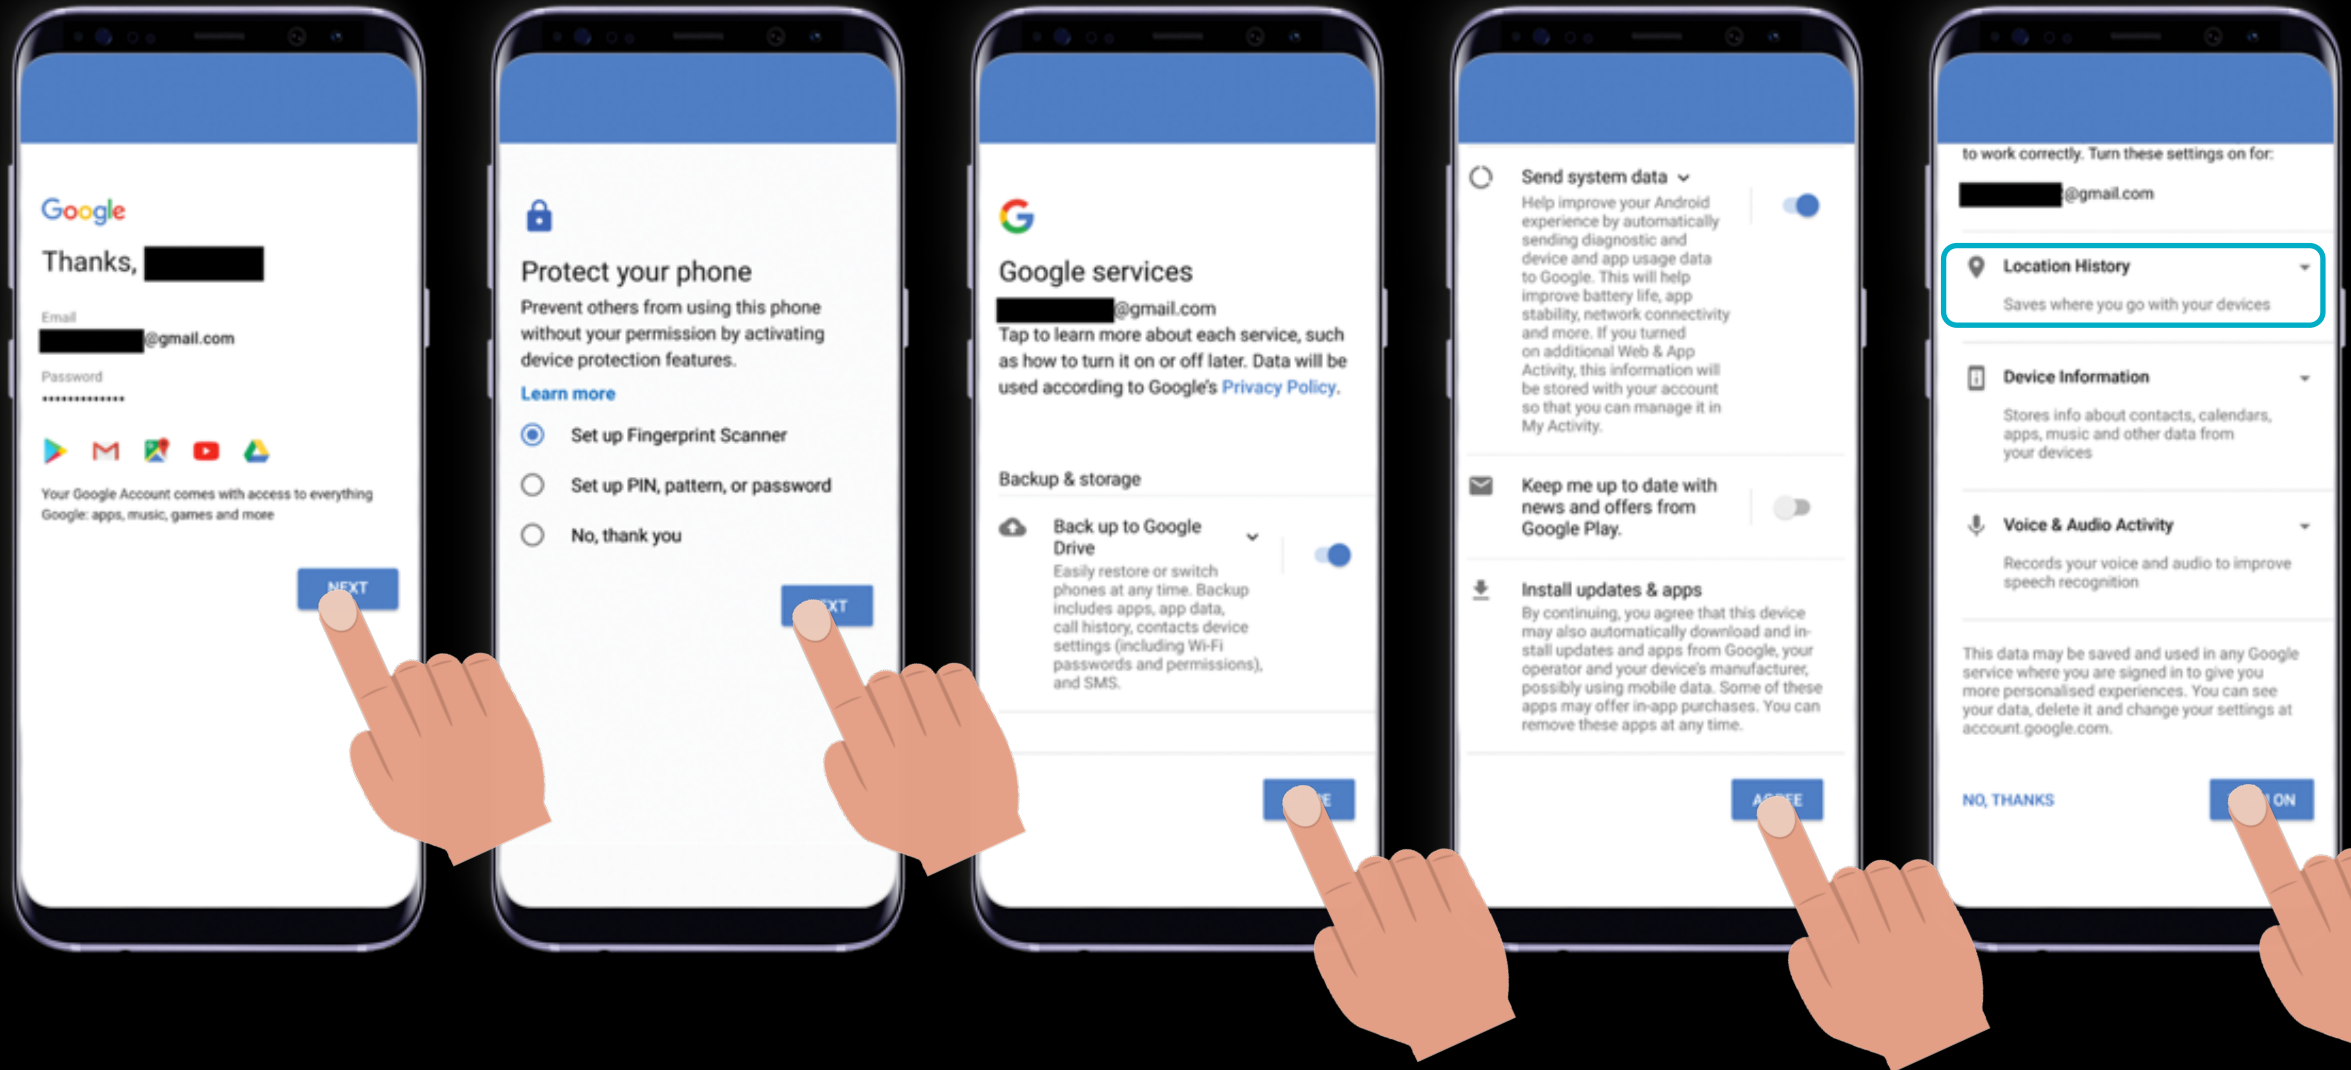 Google
Thanks,
Email
@gmail.com
Password
Your Google Account comes with access to everything
Google: apps, music, games and more
NEXT
Protect your phone
Prevent others from using this phone
without your permission by activating
device protection features.
Learn more
Set up Fingerprint Scanner
Set up PIN, pattern, or password
No, thank you
XT
Google services
@gmail.com
Tap to learn more about each service, such
as how to turn it on or off later. Data will be
used according to Google's Privacy Policy.
Backup & storage
Back up to Google
Drive
Easily restore or switch
phones at any time. Backup
includes apps, app data,
call history, contacts device
settings (including Wi-Fi
passwords and permissions),
and SMS.
E
Send system data
Help improve your Android
experience by automatically
sending diagnostic and
device and app usage data
to Google. This will help
improve battery life, app
stability, network connectivity
and more. If you turned
on additional Web & App
Activity, this information will
be stored with your account
so that you can manage it in
My Activity.
Keep me up to date with
news and offers from
Google Play.
Install updates & apps
By continuing, you agree that this device
may also automatically download and in-
stall updates and apps from Google, your
operator and your device's manufacturer,
possibly using mobile data. Some of these
apps may offer in-app purchases. You can
remove these apps at any time.
AGREE
to work correctly. Turn these settings on for:
@gmail.com
Location History
Saves where you go with your devices
Device Information
Stores info about contacts, calendars,
apps, music and other data from
your devices
Voice & Audio Activity
Records your voice and audio to improve
speech recognition
This data may be saved and used in any Google
service where you are signed in to give you
more personalised experiences. You can see
your data, delete it and change your settings at
account.google.com.
NO, THANKS
ON